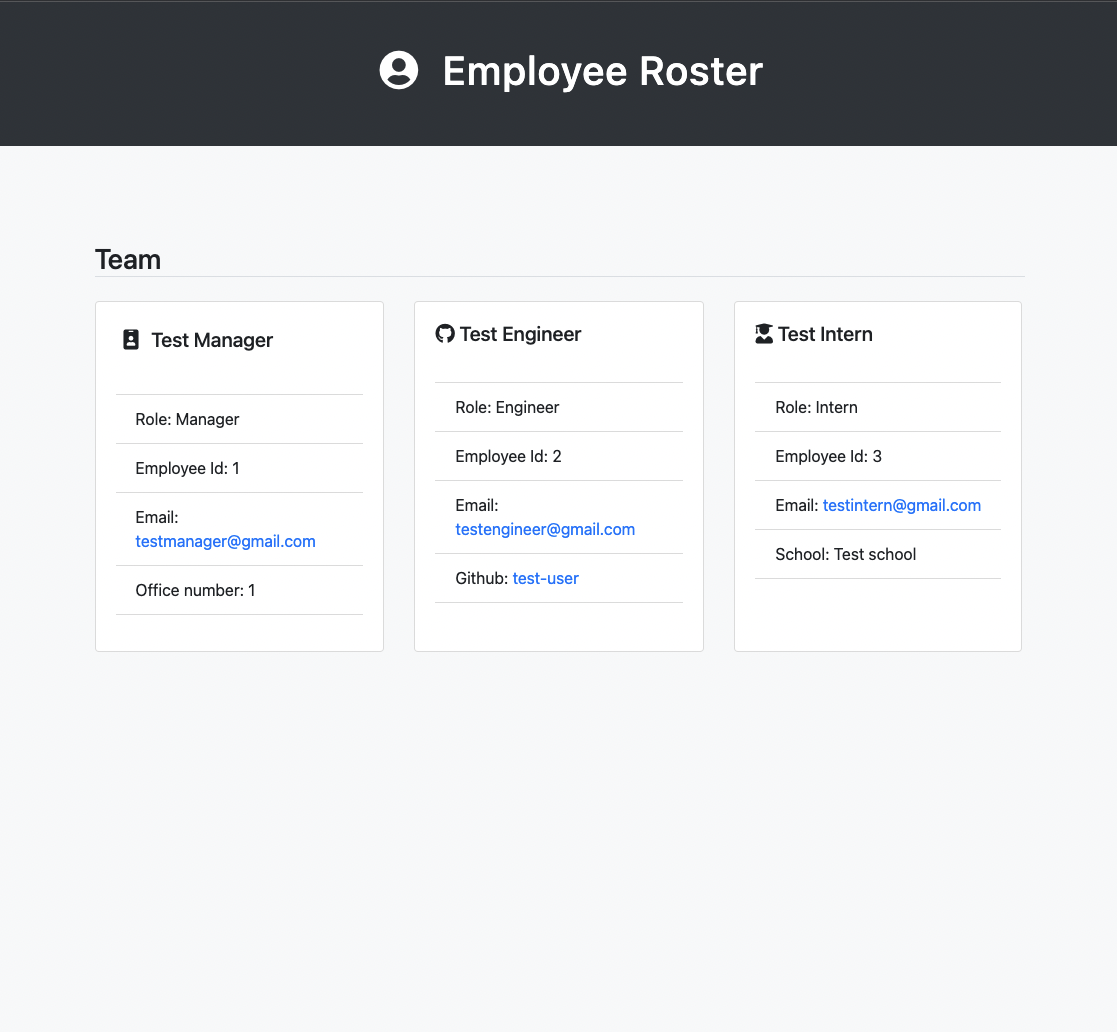 Employee Roster
Team
Test Manager
Role: Manager
Employee Id: 1
Email:
testmanager@gmail.com
Office number: 1
Test Engineer
Role: Engineer
Employee Id: 2
Email:
testengineer@gmail.com
Github: test-user
Test Intern
Role: Intern
Employee Id: 3
Email: testintern@gmail.com
School: Test school